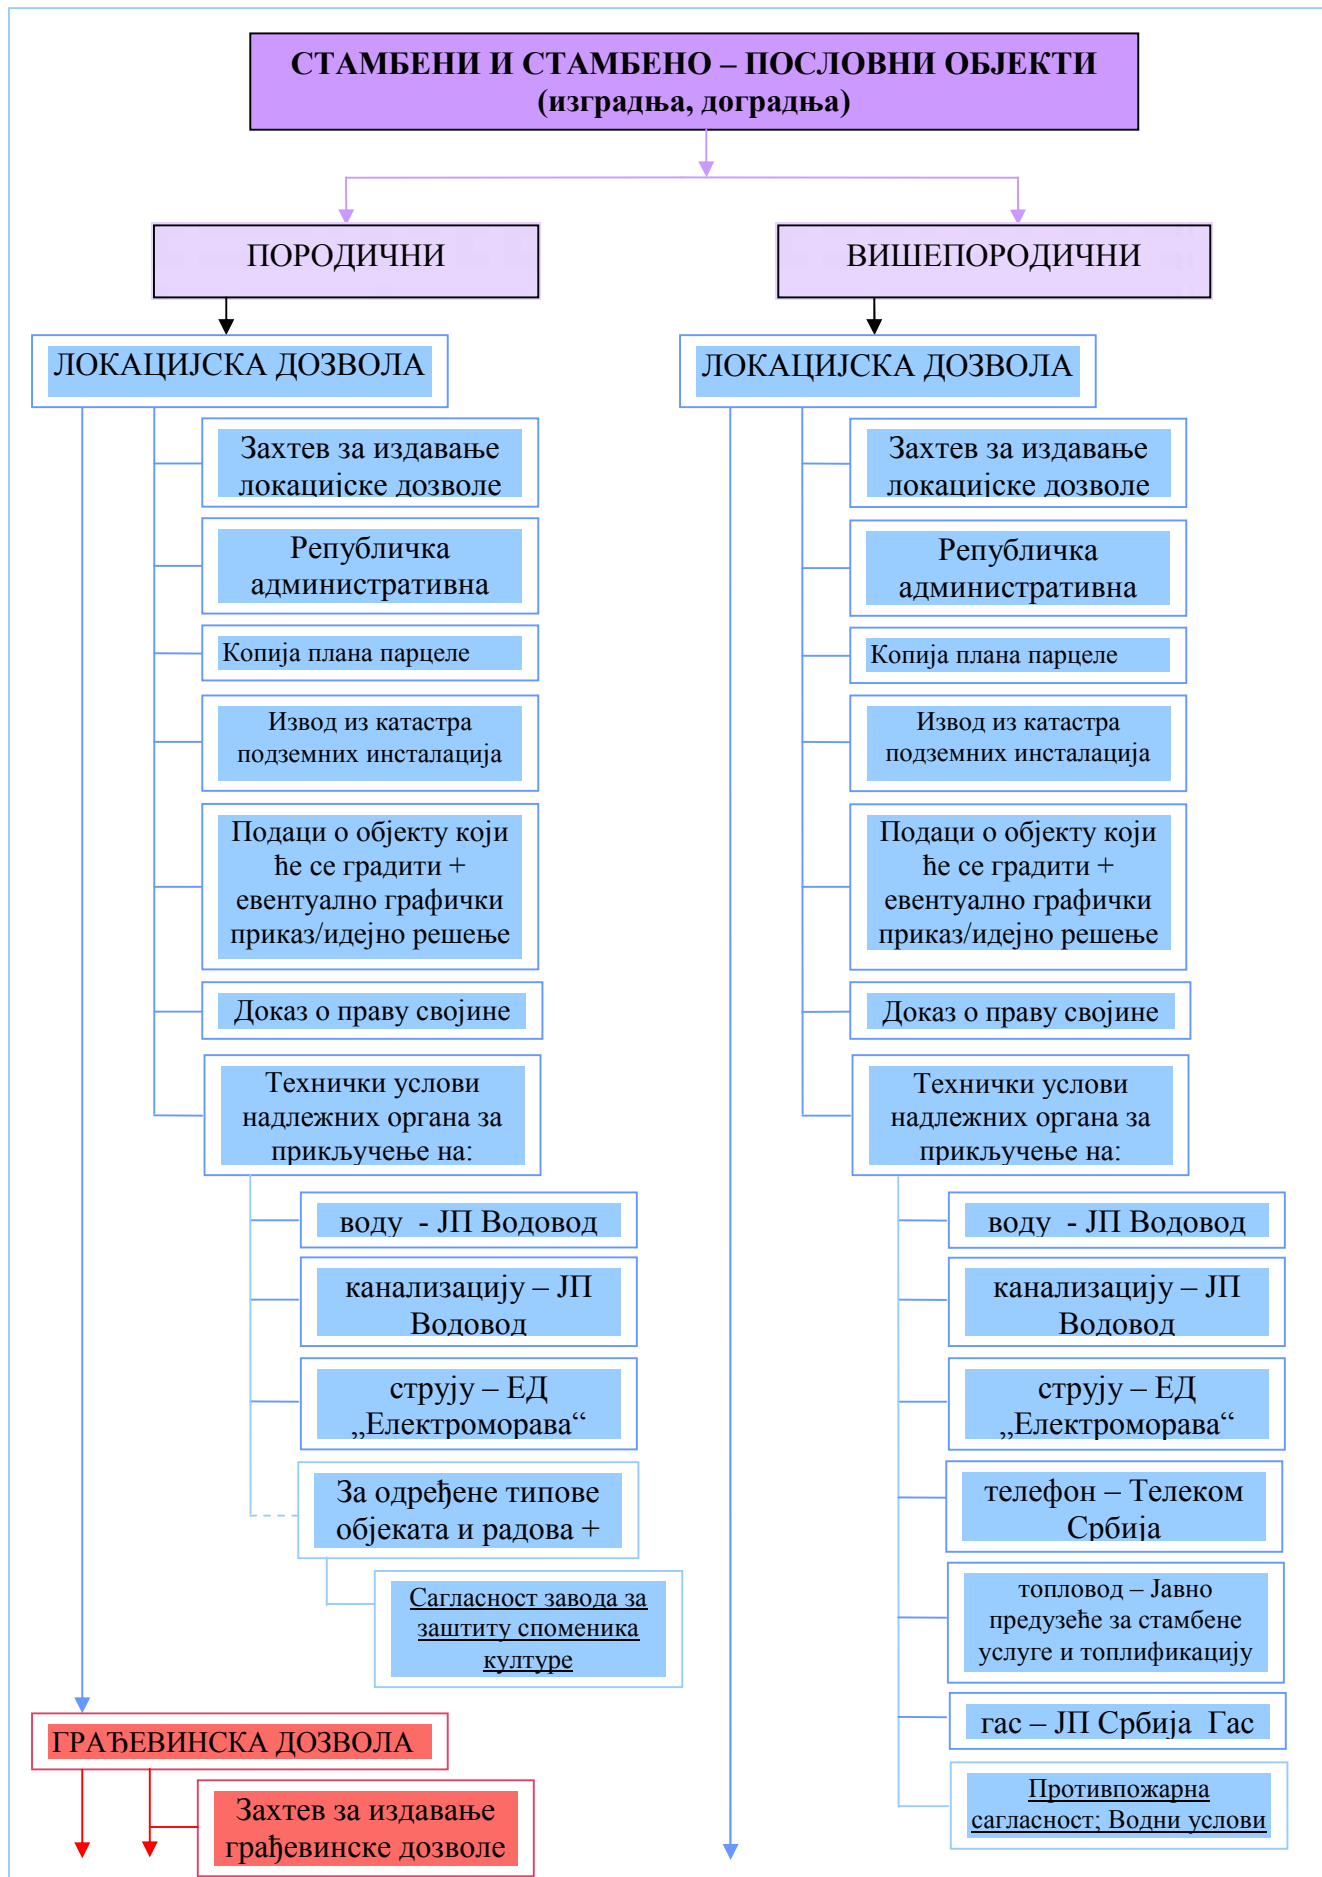 СТАМБЕНИ И СТАМБЕНО – ПОСЛОВНИ ОБЈЕКТИ
(изградња, доградња)
ПОРОДИЧНИ
ЛОКАЦИЈСКА ДОЗВОЛА
Захтев за издавање
локацијске дозволе
Републичка
административна
Копија плана парцеле
Извод из катастра
подземних инсталација
Подаци о објекту који
ће се градити +
евентуално графички
приказ/идејно решење
Доказ о праву својине
Технички услови
надлежних органа за
прикључење на:
воду - ЈП Водовод
канализацију – ЈП
Водовод
струју – ЕД
„Електроморава“
За одређене типове
објеката и радова +
Сагласност завода за
заштиту споменика
културе
ГРАЂЕВИНСКА ДОЗВОЛА
Захтев за издавање
грађевинске дозволе
ВИШЕПОРОДИЧНИ
ЛОКАЦИЈСКА ДОЗВОЛА
Захтев за издавање
локацијске дозволе
Републичка
административна
Копија плана парцеле
Извод из катастра
подземних инсталација
Подаци о објекту који
ће се градити +
евентуално графички
приказ/идејно решење
Доказ о праву својине
Технички услови
надлежних органа за
прикључење на:
воду - ЈП Водовод
канализацију – ЈП
Водовод
струју – ЕД
„Електроморава“
телефон – Телеком
Србија
топловод – Јавно
предузеће за стамбене
услуге и топлификацију
гас – ЈП Србија Гас
Противпожарна
сагласност; Водни услови